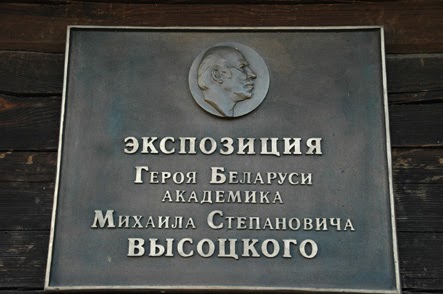 ЭКСПОЗИЦИЯ
ГЕРОЯ БЕЛАРУСИ
АКАДЕМИКА
МИХАИЛА СТЕПАНОВИЧА
ВЫСОЦКОГО